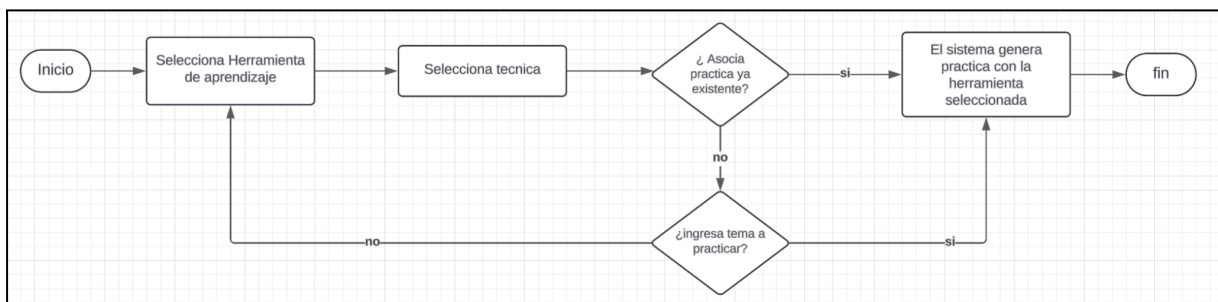 Inicio
Selecciona Herramienta
de aprendizaje
Selecciona tecnica
¿ Asocia
practica ya
existente?
si
El sistema genera
practica con la
herramienta
seleccionada
fin
no
¿ingresa tema a
practicar?
no
si